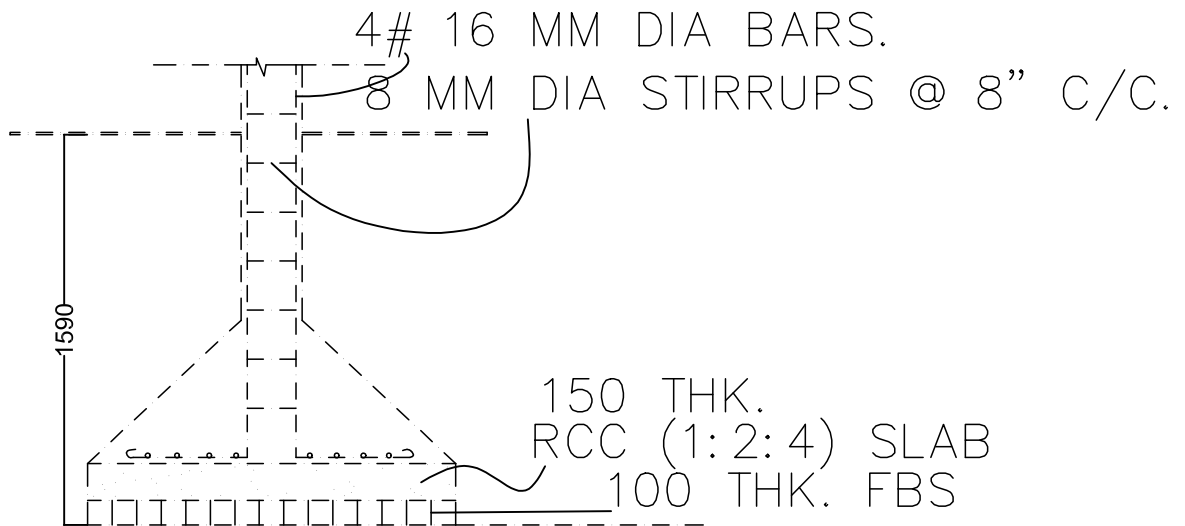 4# 16 MM DIA BARS.
8 MM DIA STIRRUPS @ 8” C/C.
1590
150 THK.
RCC (1:2:4) SLAB
100 THK. FBS